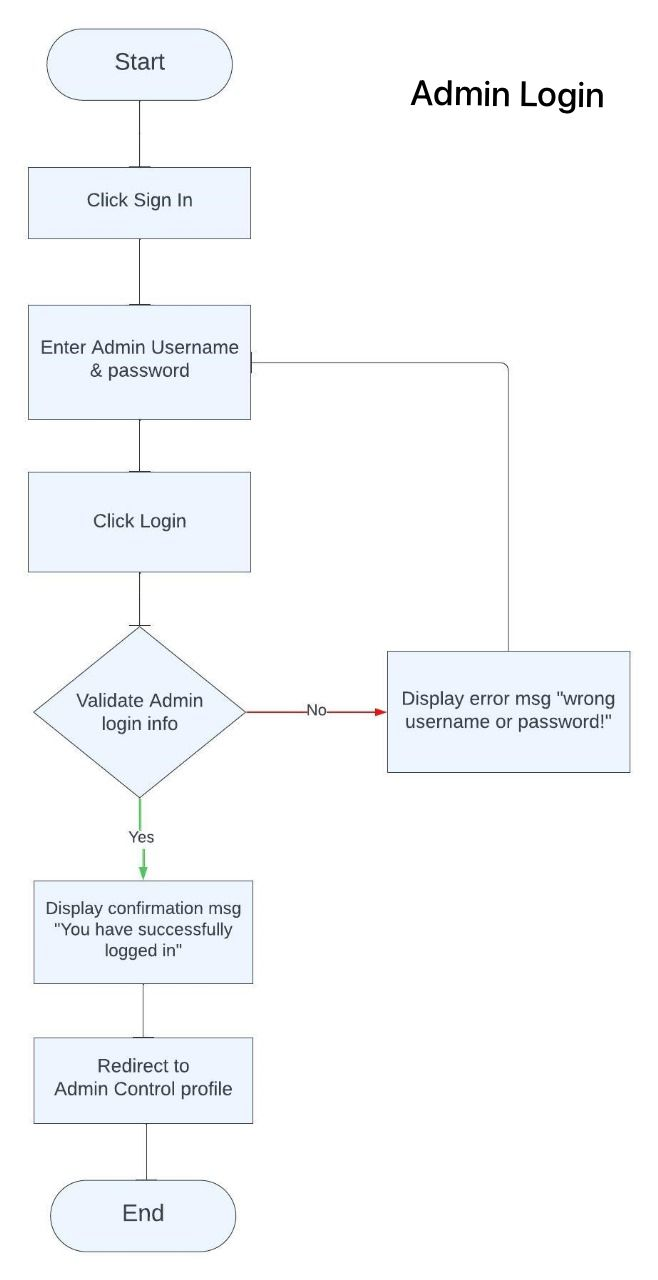 Start
Admin Login
Click Sign In
Enter Admin Username
& password
Click Login
Validate Admin
login info
No
Display error msg "wrong
username or password!"
Yes
Display confirmation msg
"You have successfully
logged in"
Redirect to
Admin Control profile
End